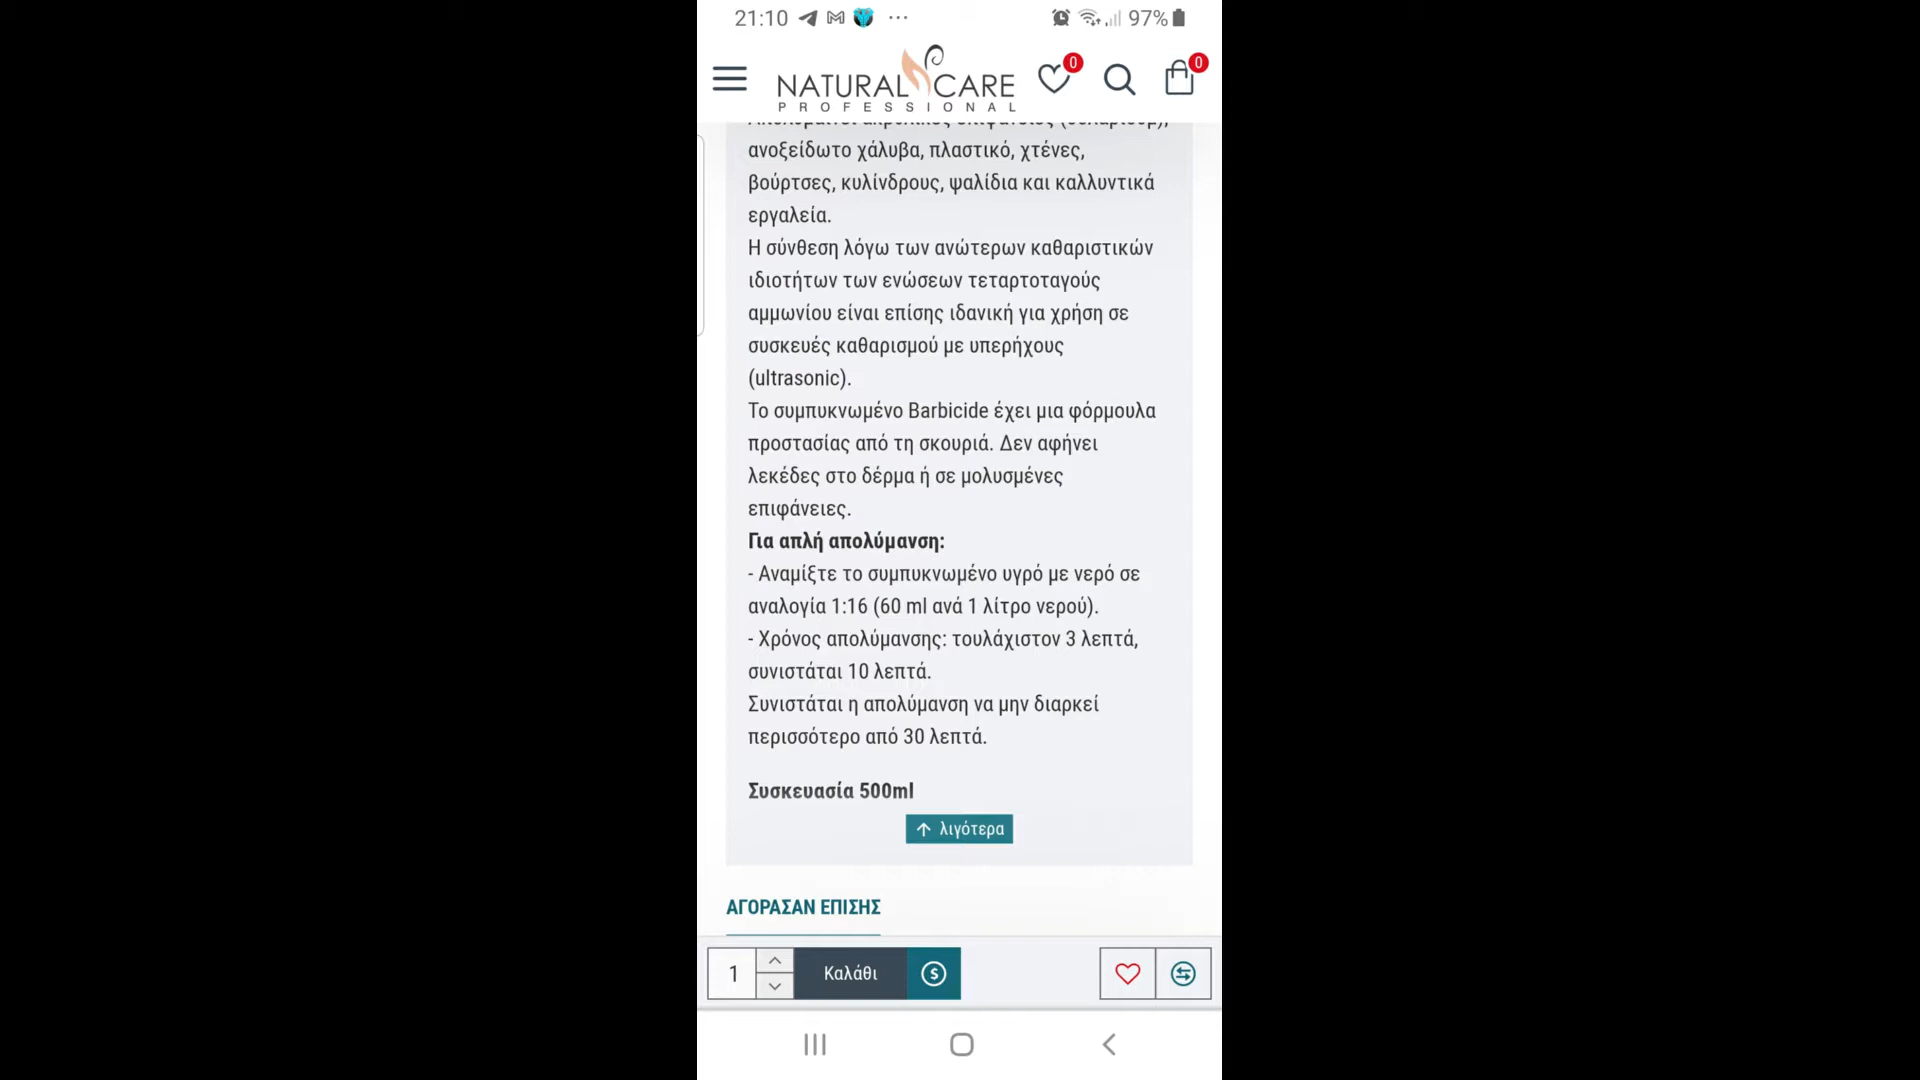 21:10
97%
NATURAL CARE
PROFESSIONAL
0
0
ανοξείδωτο χάλυβα, πλαστικό, χτένες,
βούρτσες, κυλίνδρους, ψαλίδια και καλλυντικά
εργαλεία.
Η σύνθεση λόγω των ανώτερων καθαριστικών
ιδιοτήτων των ενώσεων τεταρτοταγούς
αμμωνίου είναι επίσης ιδανική για χρήση σε
συσκευές καθαρισμού με υπερήχους
(ultrasonic).
Το συμπυκνωμένο Barbicide έχει μια φόρμουλα
προστασίας από τη σκουριά. Δεν αφήνει
λεκέδες στο δέρμα ή σε μολυσμένες
επιφάνειες.
Για απλή απολύμανση:
- Αναμίξτε το συμπυκνωμένο υγρό με νερό σε
αναλογία 1:16 (60 ml ανά 1 λίτρο νερού).
- Χρόνος απολύμανσης: τουλάχιστον 3 λεπτά,
συνιστάται 10 λεπτά.
Συνιστάται η απολύμανση να μην διαρκεί
περισσότερο από 30 λεπτά.
Συσκευασία 500ml
λιγότερα
ΑΓΟΡΑΣΑΝ ΕΠΙΣΗΣ
1
Καλάθι